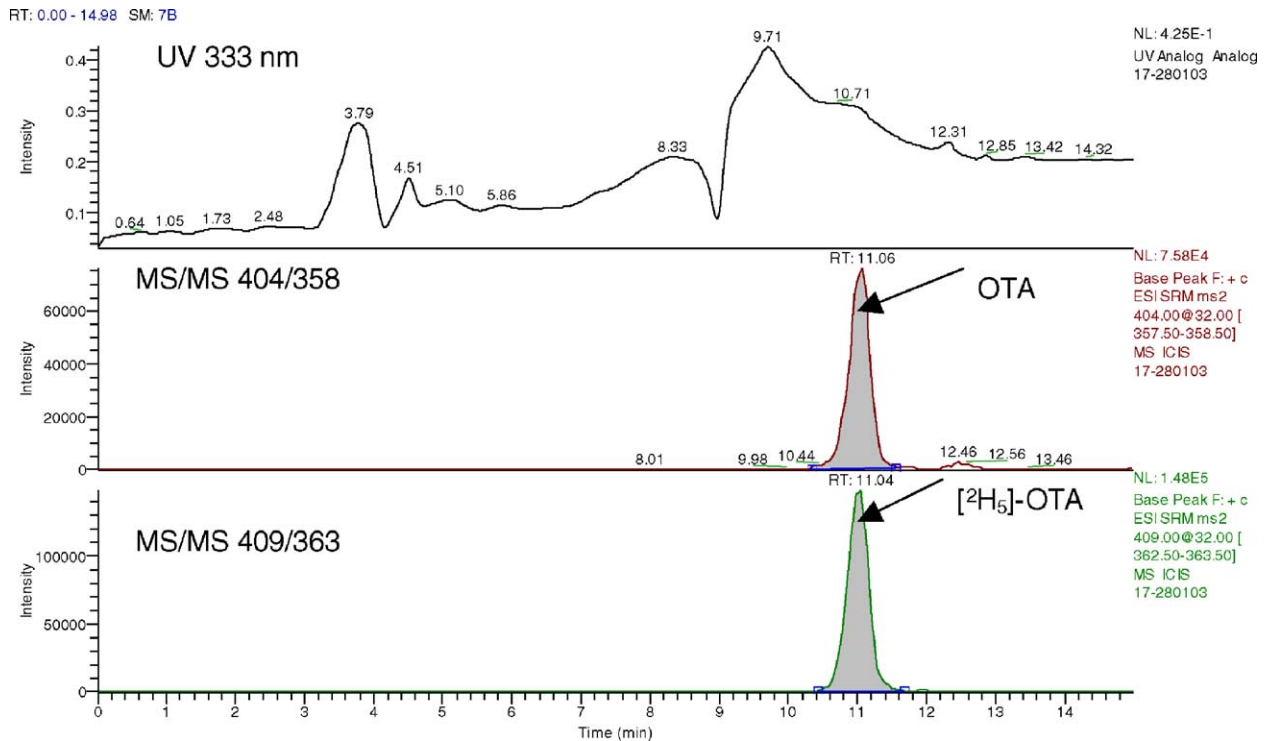 RT: 0.00 - 14.98 SM: 7B
NL: 4.25E-1
UV Analog Analog
17-280103
UV 333 nm
Intensity
0.4
0.3
0.2
0.1
0.64
1.05
1.73
2.48
3.79
4.51
5.10
5.86
8.33
9.71
10.71
12.31
12.85
13.42
14.32
MS/MS 404/358
RT: 11.06
OTA
NL: 7.58E4
Base Peak F: + c
ESI SRM ms2
404.00@32.00 [
357.50-358.50]
MS ICIS
17-280103
Intensity
60000
40000
20000
0
8.01
9.98
10.44
12.46
12.56
13.46
MS/MS 409/363
RT: 11.04
[²H₅]-OTA
NL: 1.48E5
Base Peak F: + c
ESI SRM ms2
409.00@32.00 [
362.50-363.50]
MS ICIS
17-280103
Intensity
100000
50000
0
0 1 2 3 4 5 6 7 8 9 10 11 12 13 14
Time (min)